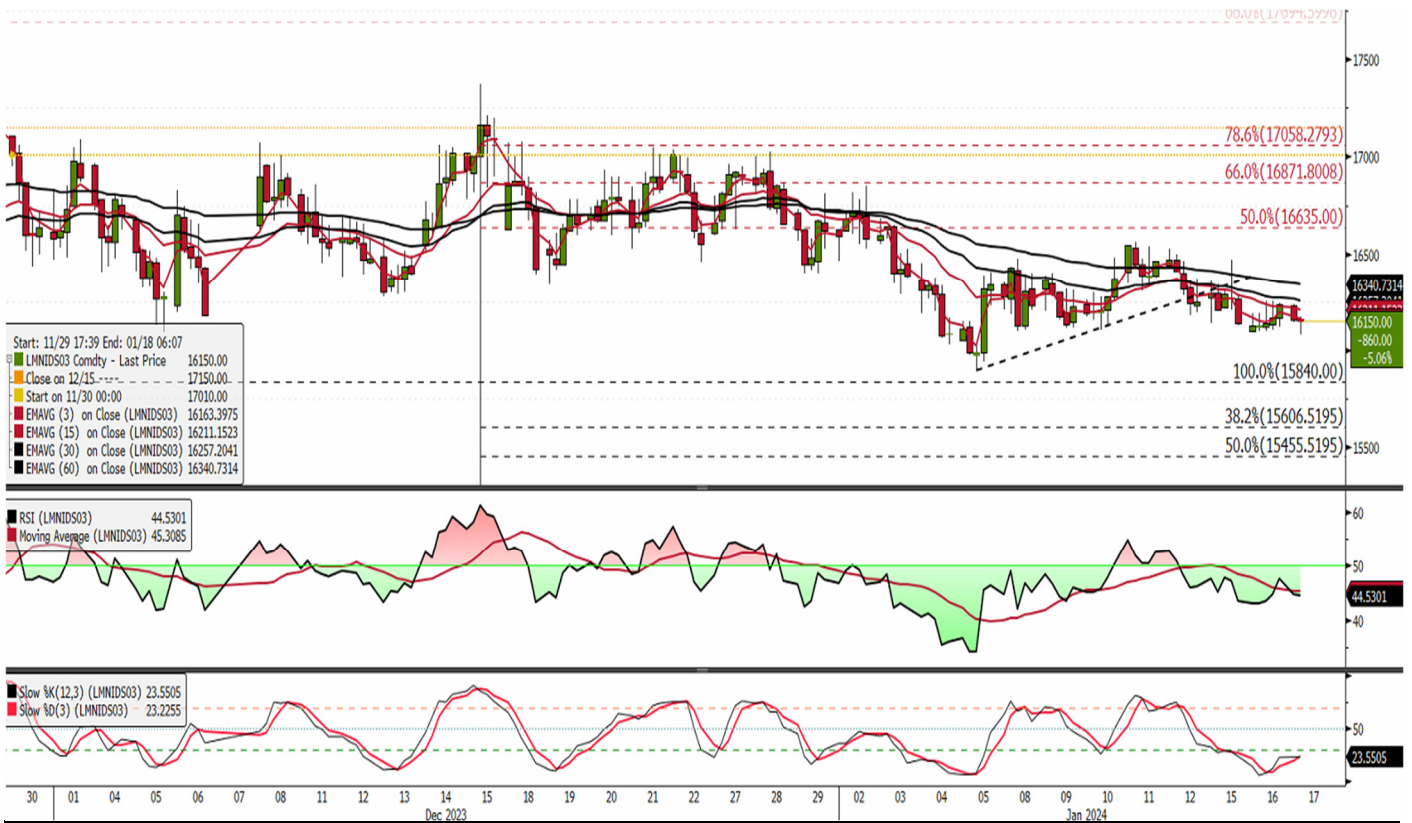 66.0%(17694.3996)
17500
78.6%(17058.2793)
17000
66.0%(16871.8008)
50.0%(16635.00)
16500
16340.7314
16257.2041
16211.1523
16150.00
-860.00
-5.06%
100.0%(15840.00)
38.2%(15606.5195)
50.0%(15455.5195)
15500
Start: 11/29 17:39 End: 01/18 06:07
LMNIDS03 Comdty - Last Price 16150.00
Close on 12/15 ---- 17150.00
Start on 11/30 00:00 17010.00
EMAVG (3) on Close (LMNIDS03) 16163.3975
EMAVG (15) on Close (LMNIDS03) 16211.1523
EMAVG (30) on Close (LMNIDS03) 16257.2041
EMAVG (60) on Close (LMNIDS03) 16340.7314
RSI (LMNIDS03) 44.5301
Moving Average (LMNIDS03) 45.3085
60
50
44.5301
40
Slow %K(12,3) (LMNIDS03) 23.5505
Slow %D(3) (LMNIDS03) 23.2255
50
23.5505
0
30 01 04 05 06 07 08 11 12 13 14 15 18 19 20 21 22 27 28 29 02 03 04 05 08 09 10 11 12 15 16 17
Dec 2023 Jan 2024